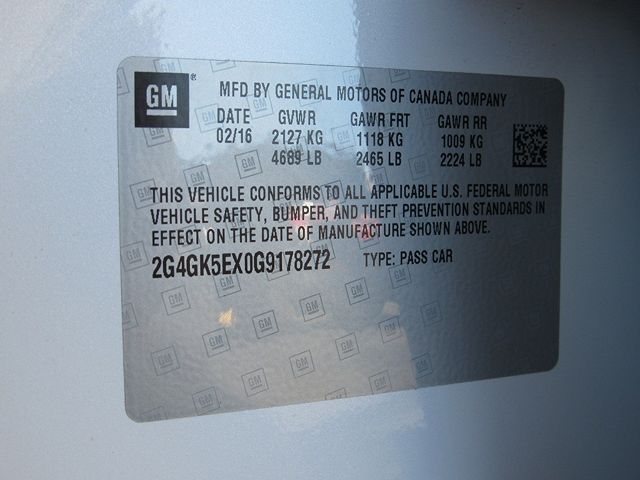 GM®
MFD BY GENERAL MOTORS OF CANADA COMPANY
DATE GVWR GAWR FRT GAWR RR
02/16 2127 KG 1118 KG 1009 KG
4689 LB 2465 LB 2224 LB
THIS VEHICLE CONFORMS TO ALL APPLICABLE U.S. FEDERAL MOTOR
VEHICLE SAFETY, BUMPER, AND THEFT PREVENTION STANDARDS IN
EFFECT ON THE DATE OF MANUFACTURE SHOWN ABOVE.
2G4GK5EX0G9178272 TYPE: PASS CAR